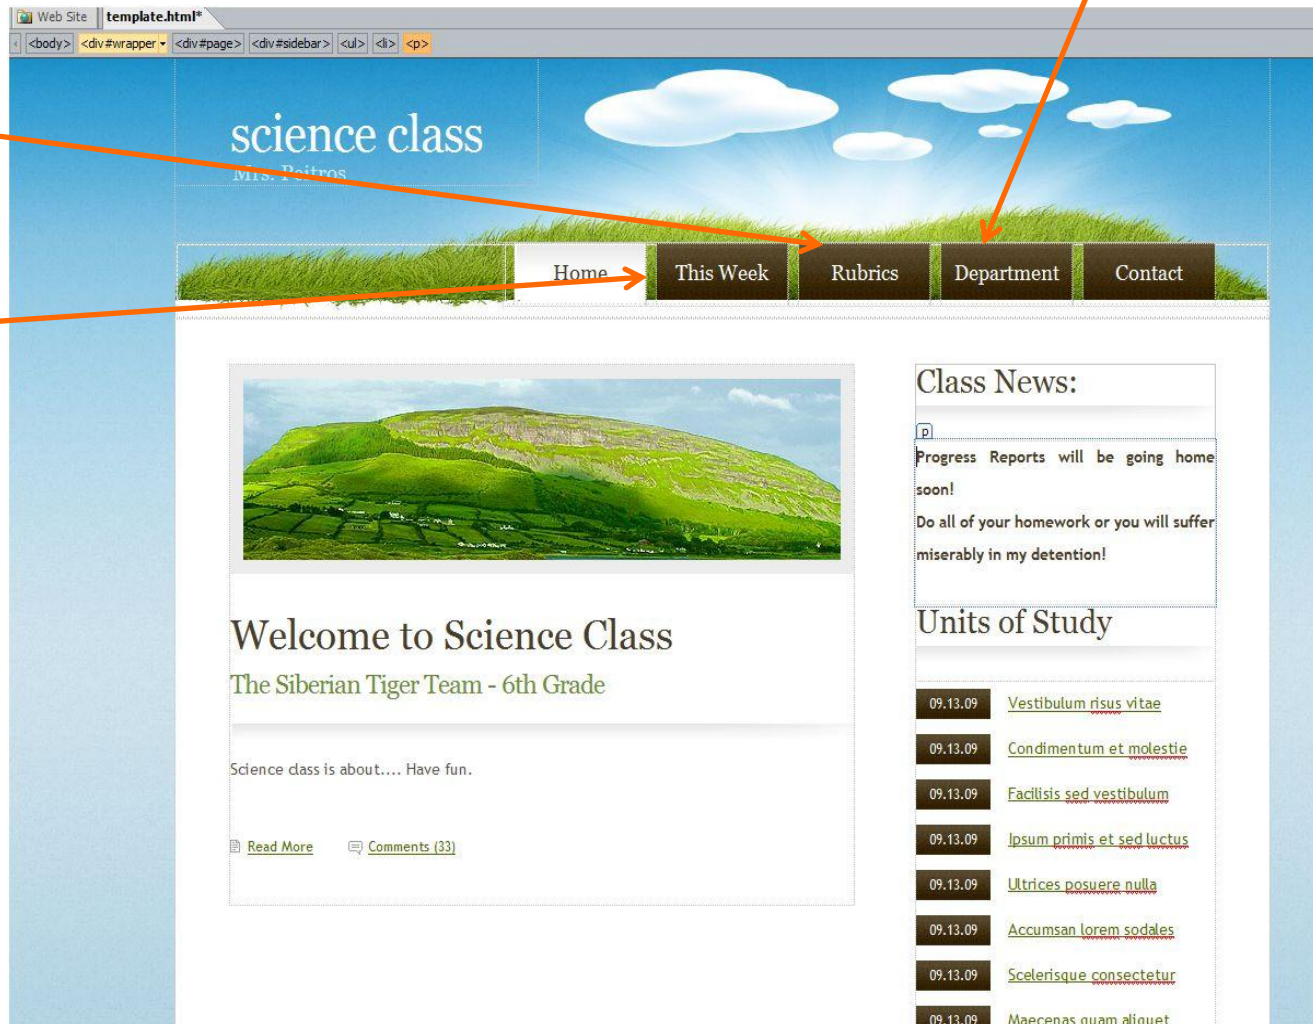 Web Site template.html*
<body> <div#wrapper> <div#page> <div#sidebar> <ul> <li> <p>
science class
Mrs. Peitros
Home This Week Rubrics Department Contact
Class News:
p
Progress Reports will be going home
soon!
Do all of your homework or you will suffer
miserably in my detention!
Welcome to Science Class
The Siberian Tiger Team - 6th Grade
Science class is about.... Have fun.
Read More Comments (33)
Units of Study
09.13.09 Vestibulum risus vitae
09.13.09 Condimentum et molestie
09.13.09 Facilisis sed vestibulum
09.13.09 Ipsum primis et sed luctus
09.13.09 Ultrices posuere nulla
09.13.09 Accumsan lorem sodales
09.13.09 Scelerisque consectetur
09.13.09 Maecenas quam aliquet